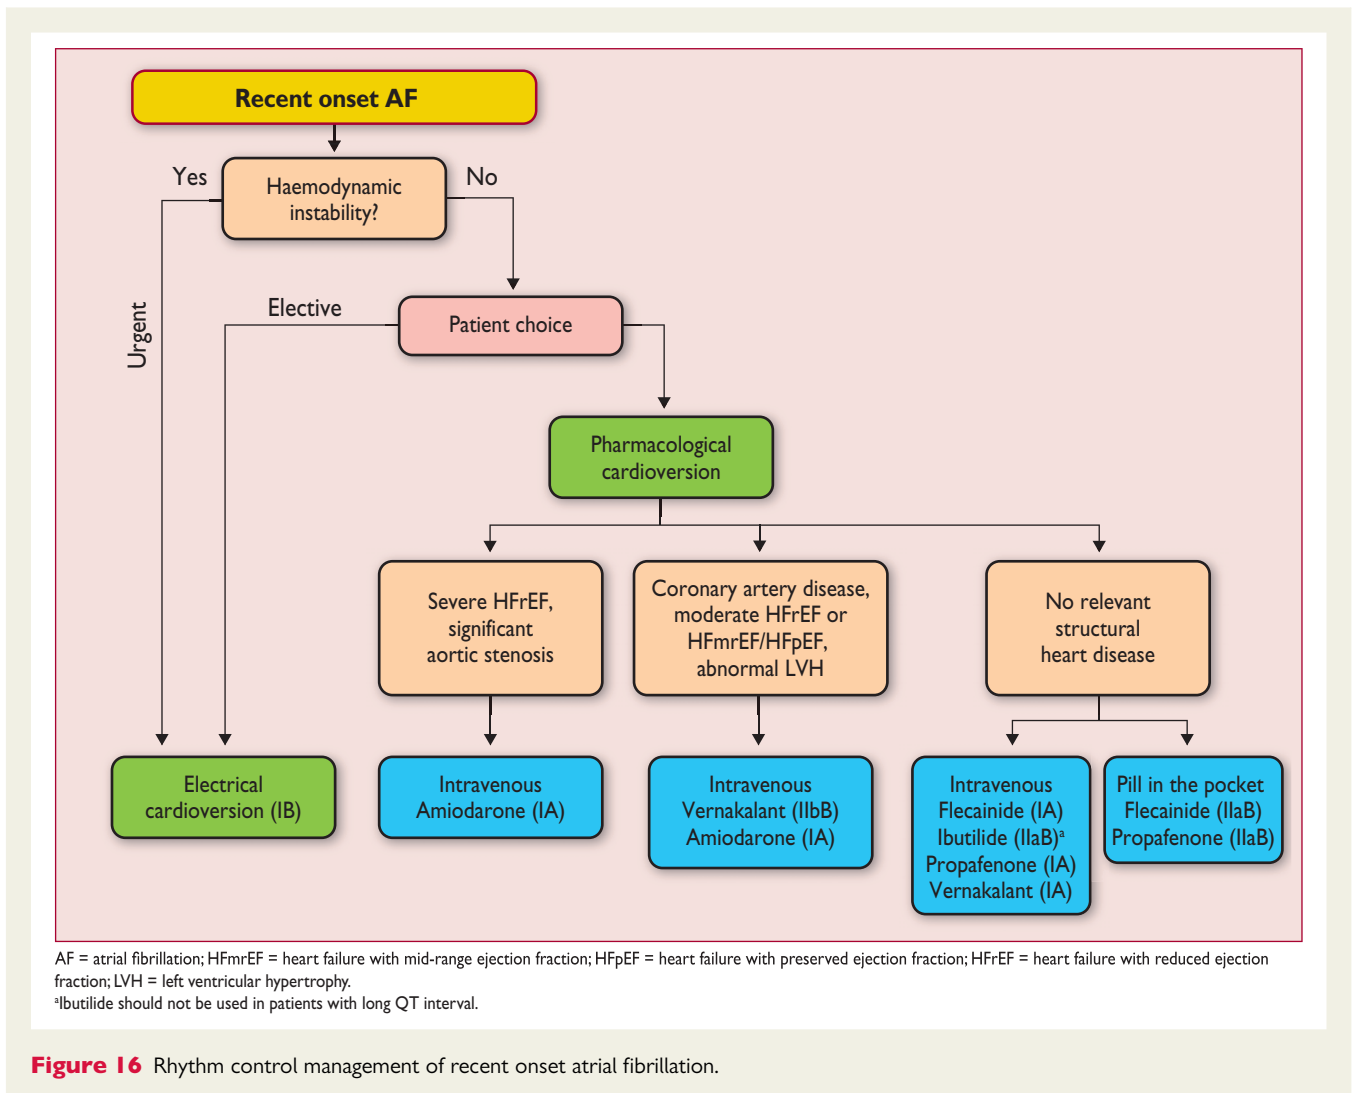 Recent onset AF
Yes
Haemodynamic
instability?
No
Urgent
Elective
Patient choice
Pharmacological
cardioversion
Severe HFrEF,
significant
aortic stenosis
Coronary artery disease,
moderate HFrEF or
HFmrEF/HFpEF,
abnormal LVH
No relevant
structural
heart disease
Electrical
cardioversion (IB)
Intravenous
Amiodarone (IA)
Intravenous
Vernakalant (IIbB)
Amiodarone (IA)
Intravenous
Flecainide (IA)
Ibutilide (IIaB)ᵃ
Propafenone (IA)
Vernakalant (IA)
Pill in the pocket
Flecainide (IIaB)
Propafenone (IIaB)
AF = atrial fibrillation; HFmrEF = heart failure with mid-range ejection fraction; HFpEF = heart failure with preserved ejection fraction; HFrEF = heart failure with reduced ejection
fraction; LVH = left ventricular hypertrophy.
ᵃIbutilide should not be used in patients with long QT interval.
Figure 16 Rhythm control management of recent onset atrial fibrillation.